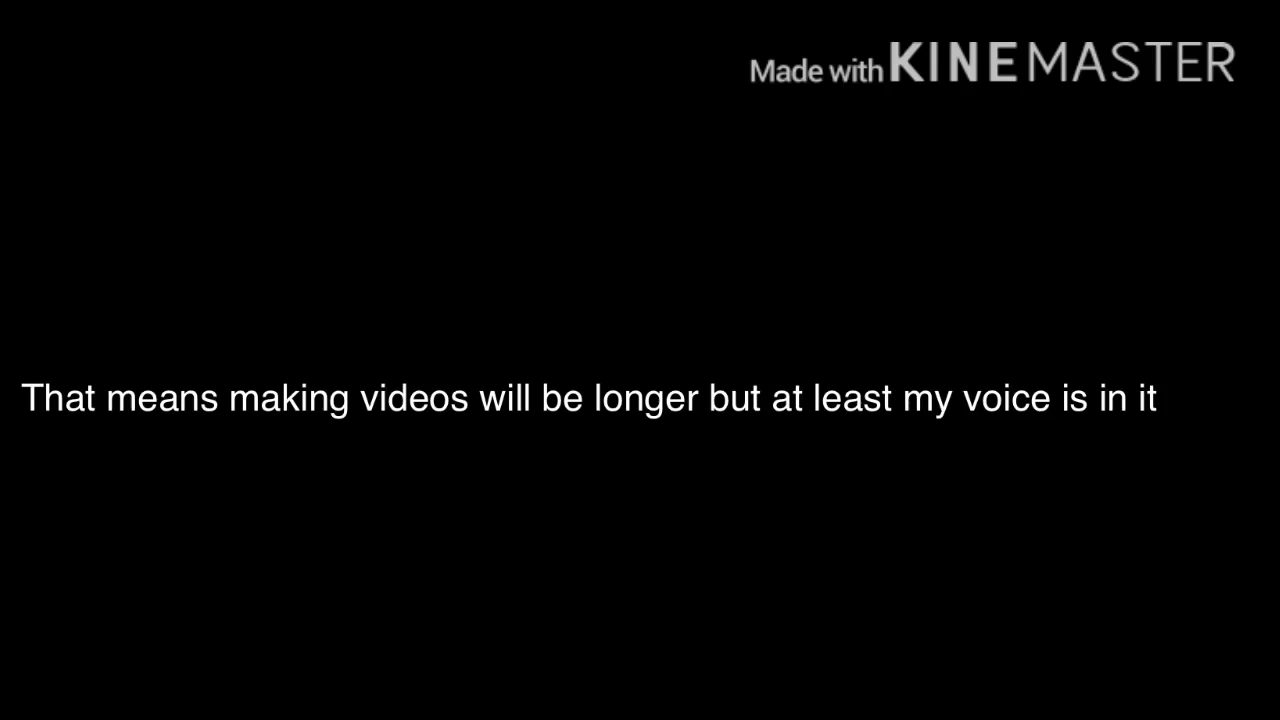 Made with KINEMASTER
That means making videos will be longer but at least my voice is in it